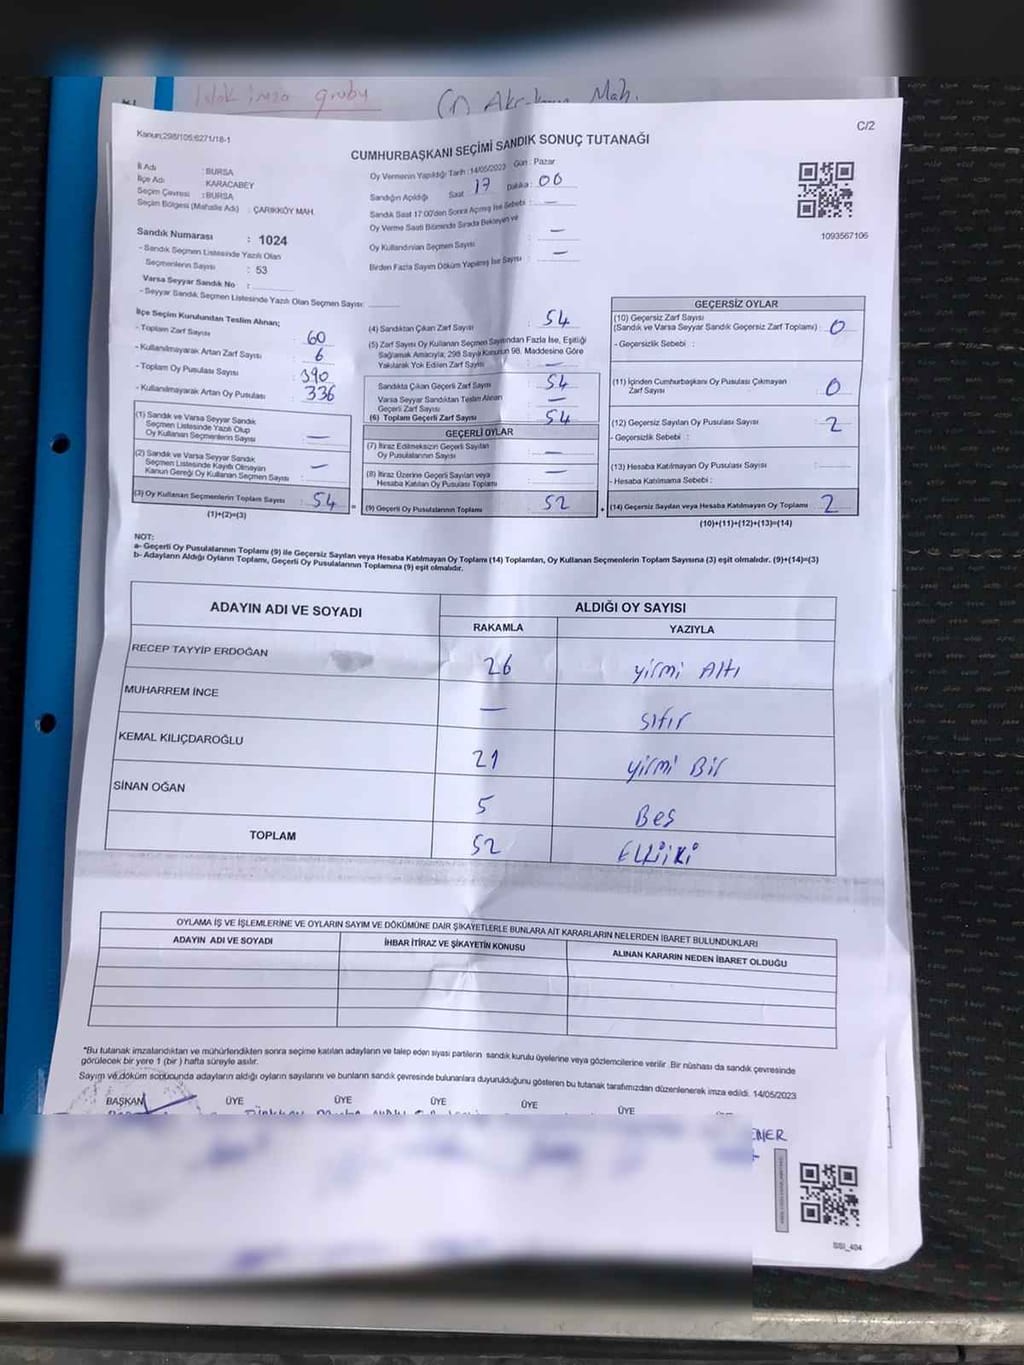 Islak imza grubu
Mah.
Kanun;298/105;6271/18-1
C/2
CUMHURBAŞKANI SEÇİMİ SANDIK SONUÇ TUTANAĞI
İl Adı : BURSA
İlçe Adı : KARACABEY
Seçim Çevresi : BURSA
Seçim Bölgesi (Mahalle Adı) : ÇARIKKÖY MAH.
Oy Vermenin Yapıldığı Tarih :14/05/2023 Gün : Pazar
Sandığın Açıldığı Saat 17 Dakika : 00
Sandık Saat 17:00'den Sonra Açımış İse Sebebi : —
Oy Verme Saati Bitiminde Sırada Bekleyen ve
Oy Kullandırılan Seçmen Sayısı —
Birden Fazla Sayım Döküm Yapılmış İse Sayısı : —
1093567106
Sandık Numarası : 1024
- Sandık Seçmen Listesinde Yazılı Olan
Seçmenlerin Sayısı : 53
Varsa Seyyar Sandık No :
- Seyyar Sandık Seçmen Listesinde Yazılı Olan Seçmen Sayısı:
İlçe Seçim Kurulundan Teslim Alınan;
- Toplam Zarf Sayısı : 60
- Kullanılmayarak Artan Zarf Sayısı : 6
- Toplam Oy Pusulası Sayısı : 390
- Kullanılmayarak Artan Oy Pusulası : 336
(1) Sandık ve Varsa Seyyar Sandık
Seçmen Listesinde Yazılı Olup
Oy Kullanan Seçmenlerin Sayısı : —
(2) Sandık ve Varsa Seyyar Sandık
Seçmen Listesinde Kayıtlı Olmayan
Kanun Gereği Oy Kullanan Seçmen Sayısı : —
(3) Oy Kullanan Seçmenlerin Toplam Sayısı : 54
(1)+(2)=(3)
(4) Sandıktan Çıkan Zarf Sayısı : 54
(5) Zarf Sayısı Oy Kullanan Seçmen Sayısından Fazla İse, Eşitliği
Sağlamak Amacıyla; 298 Sayılı Kanunun 98. Maddesine Göre
Yakılarak Yok Edilen Zarf Sayısı : —
Sandıkta Çıkan Geçerli Zarf Sayısı : 54
Varsa Seyyar Sandıktan Teslim Alınan
Geçerli Zarf Sayısı : —
(6) Toplam Geçerli Zarf Sayısı : 54
GEÇERLİ OYLAR
(7) İtiraz Edilmeksizin Geçerli Sayılan
Oy Pusulalarının Sayısı : —
(8) İtiraz Üzerine Geçerli Sayılan veya
Hesaba Katılan Oy Pusulası Toplamı : —
(9) Geçerli Oy Pusulalarının Toplamı : 52
GEÇERSİZ OYLAR
(10) Geçersiz Zarf Sayısı
(Sandık ve Varsa Seyyar Sandık Geçersiz Zarf Toplamı) : 0
- Geçersizlik Sebebi :
(11) İçinden Cumhurbaşkanı Oy Pusulası Çıkmayan
Zarf Sayısı : 0
(12) Geçersiz Sayılan Oy Pusulası Sayısı : 2
- Geçersizlik Sebebi :
(13) Hesaba Katılmayan Oy Pusulası Sayısı :
- Hesaba Katılmama Sebebi :
(14) Geçersiz Sayılan veya Hesaba Katılmayan Oy Toplamı : 2
(10)+(11)+(12)+(13)=(14)
NOT:
a- Geçerli Oy Pusulalarının Toplamı (9) ile Geçersiz Sayılan veya Hesaba Katılmayan Oy Toplamı (14) Toplamları, Oy Kullanan Seçmenlerin Toplam Sayısına (3) eşit olmalıdır. (9)+(14)=(3)
b- Adayların Aldığı Oyların Toplamı, Geçerli Oy Pusulalarının Toplamına (9) eşit olmalıdır.
ADAYIN ADI VE SOYADI ALDIĞI OY SAYISI
RAKAMLA YAZIYLA
RECEP TAYYİP ERDOĞAN 26 yirmi Altı
MUHARREM İNCE — sıfır
KEMAL KILIÇDAROĞLU 21 yirmi Bir
SİNAN OĞAN 5 Beş
TOPLAM 52 ELLİiKi
OYLAMA İŞ VE İŞLEMLERİNE VE OYLARIN SAYIM VE DÖKÜMÜNE DAİR ŞİKAYETLERLE BUNLARA AİT KARARLARIN NELERDEN İBARET BULUNDUKLARI
ADAYIN ADI VE SOYADI İHBAR İTİRAZ VE ŞİKAYETİN KONUSU ALINAN KARARIN NEDEN İBARET OLDUĞU
*Bu tutanak imzalandıktan ve mühürlendikten sonra seçime katılan adayların ve talep eden siyasi partilerin sandık kurulu üyelerine veya gözlemcilerine verilir. Bir nüshası da sandık çevresinde
görülecek bir yere 1 (bir ) hafta süreyle asılır.
Sayım ve döküm sonucunda adayların aldığı oyların sayılarını ve bunların sandık çevresinde bulunanlara duyurulduğunu gösteren bu tutanak tarafımızdan düzenlenerek imza edildi. 14/05/2023
BAŞKAN ÜYE ÜYE ÜYE ÜYE
ENER
SSI_404